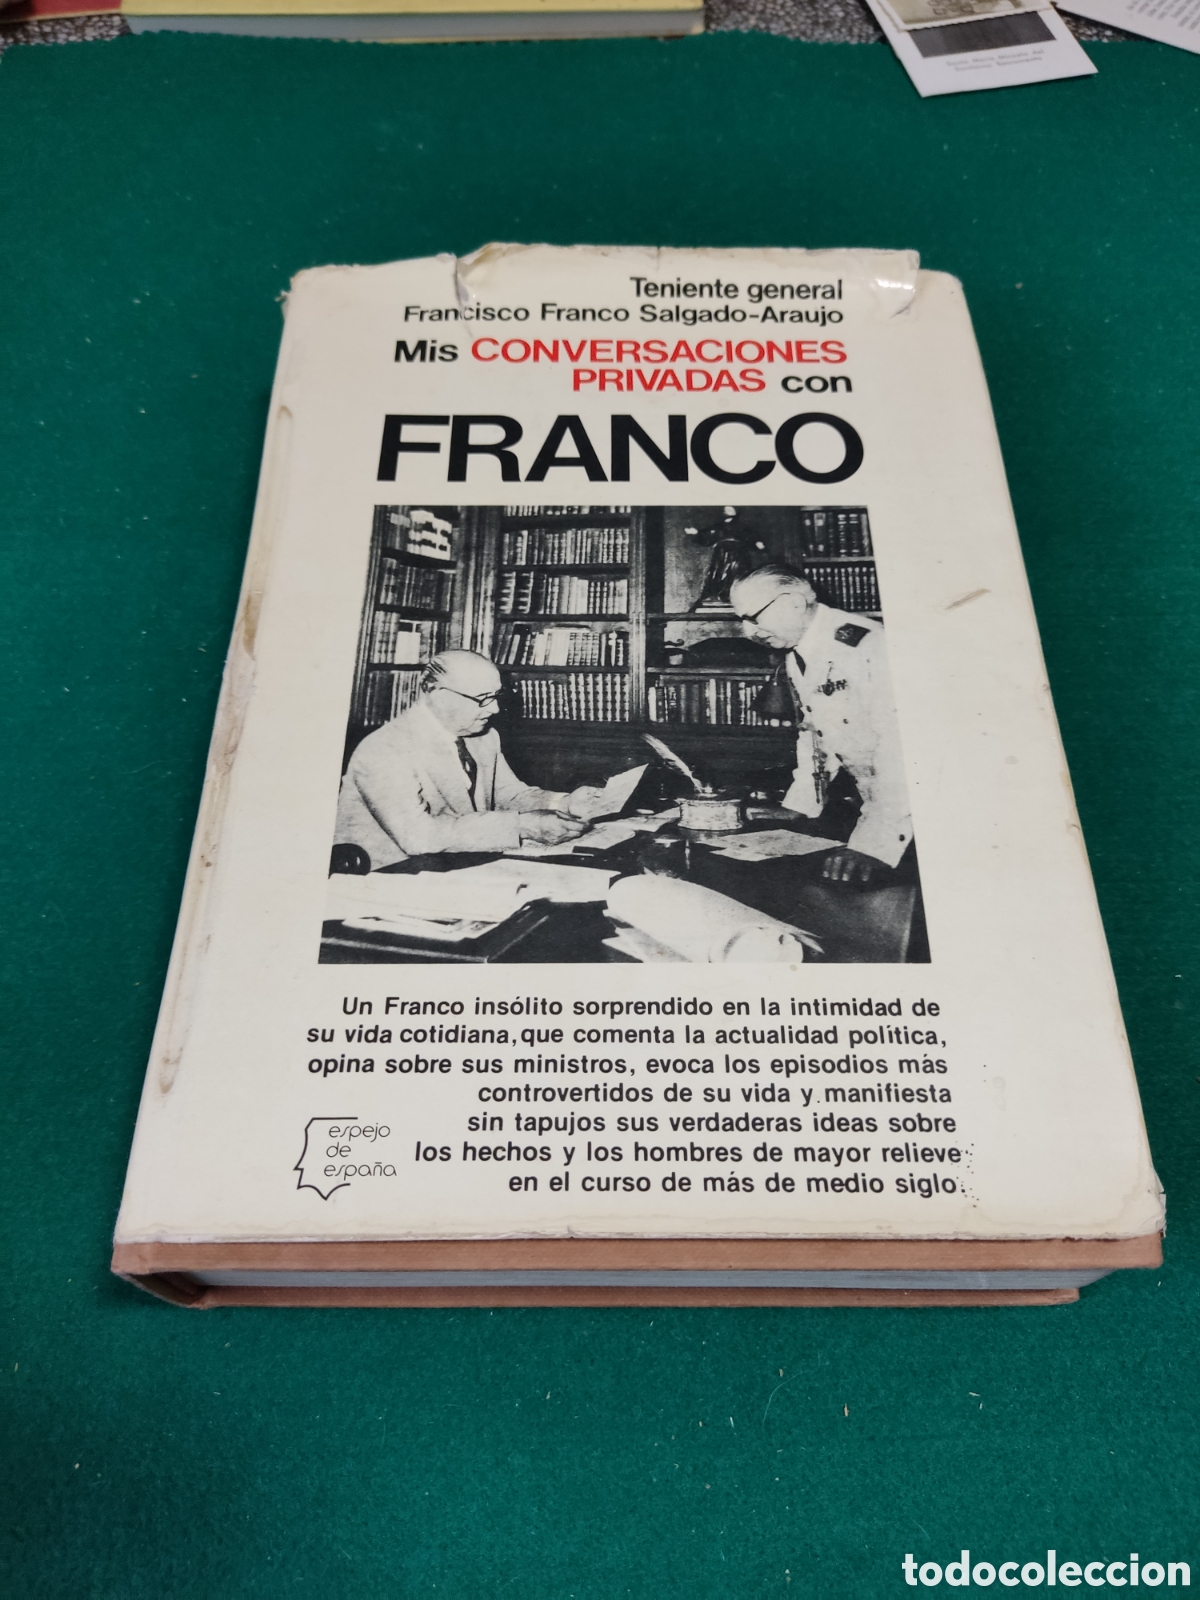 Teniente general
Francisco Franco Salgado-Araujo
Mis CONVERSACIONES
PRIVADAS con
FRANCO
Un Franco insólito sorprendido en la intimidad de
su vida cotidiana, que comenta la actualidad política,
opina sobre sus ministros, evoca los episodios más
controvertidos de su vida y manifiesta
sin tapujos sus verdaderas ideas sobre
los hechos y los hombres de mayor relieve
en el curso de más de medio siglo.
espejo
de
españa
todocoleccion